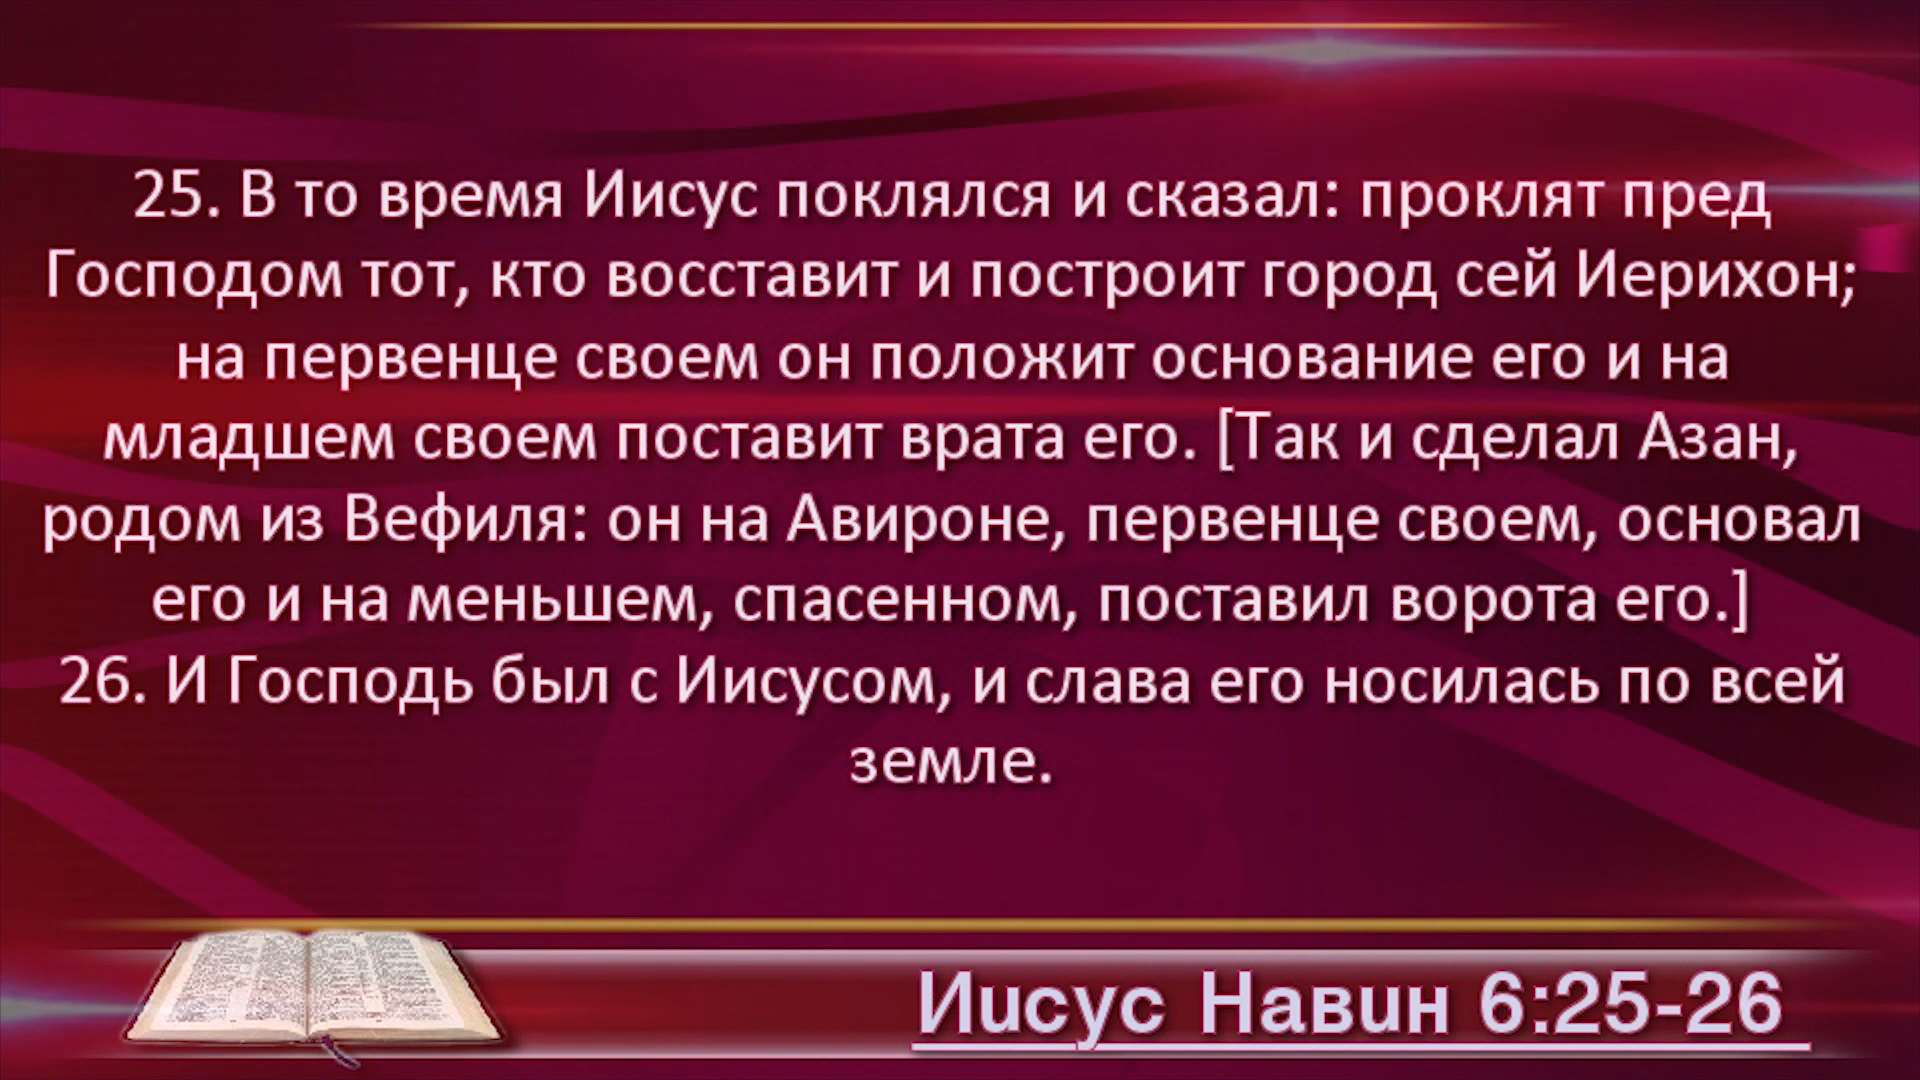 25. В то время Иисус поклялся и сказал: проклят пред
Господом тот, кто восставит и построит город сей Иерихон;
на первенце своем он положит основание его и на
младшем своем поставит врата его. [Так и сделал Азан,
родом из Вефиля: он на Авироне, первенце своем, основал
его и на меньшем, спасенном, поставил ворота его.]
26. И Господь был с Иисусом, и слава его носилась по всей
земле.
Иисус Навин 6:25-26